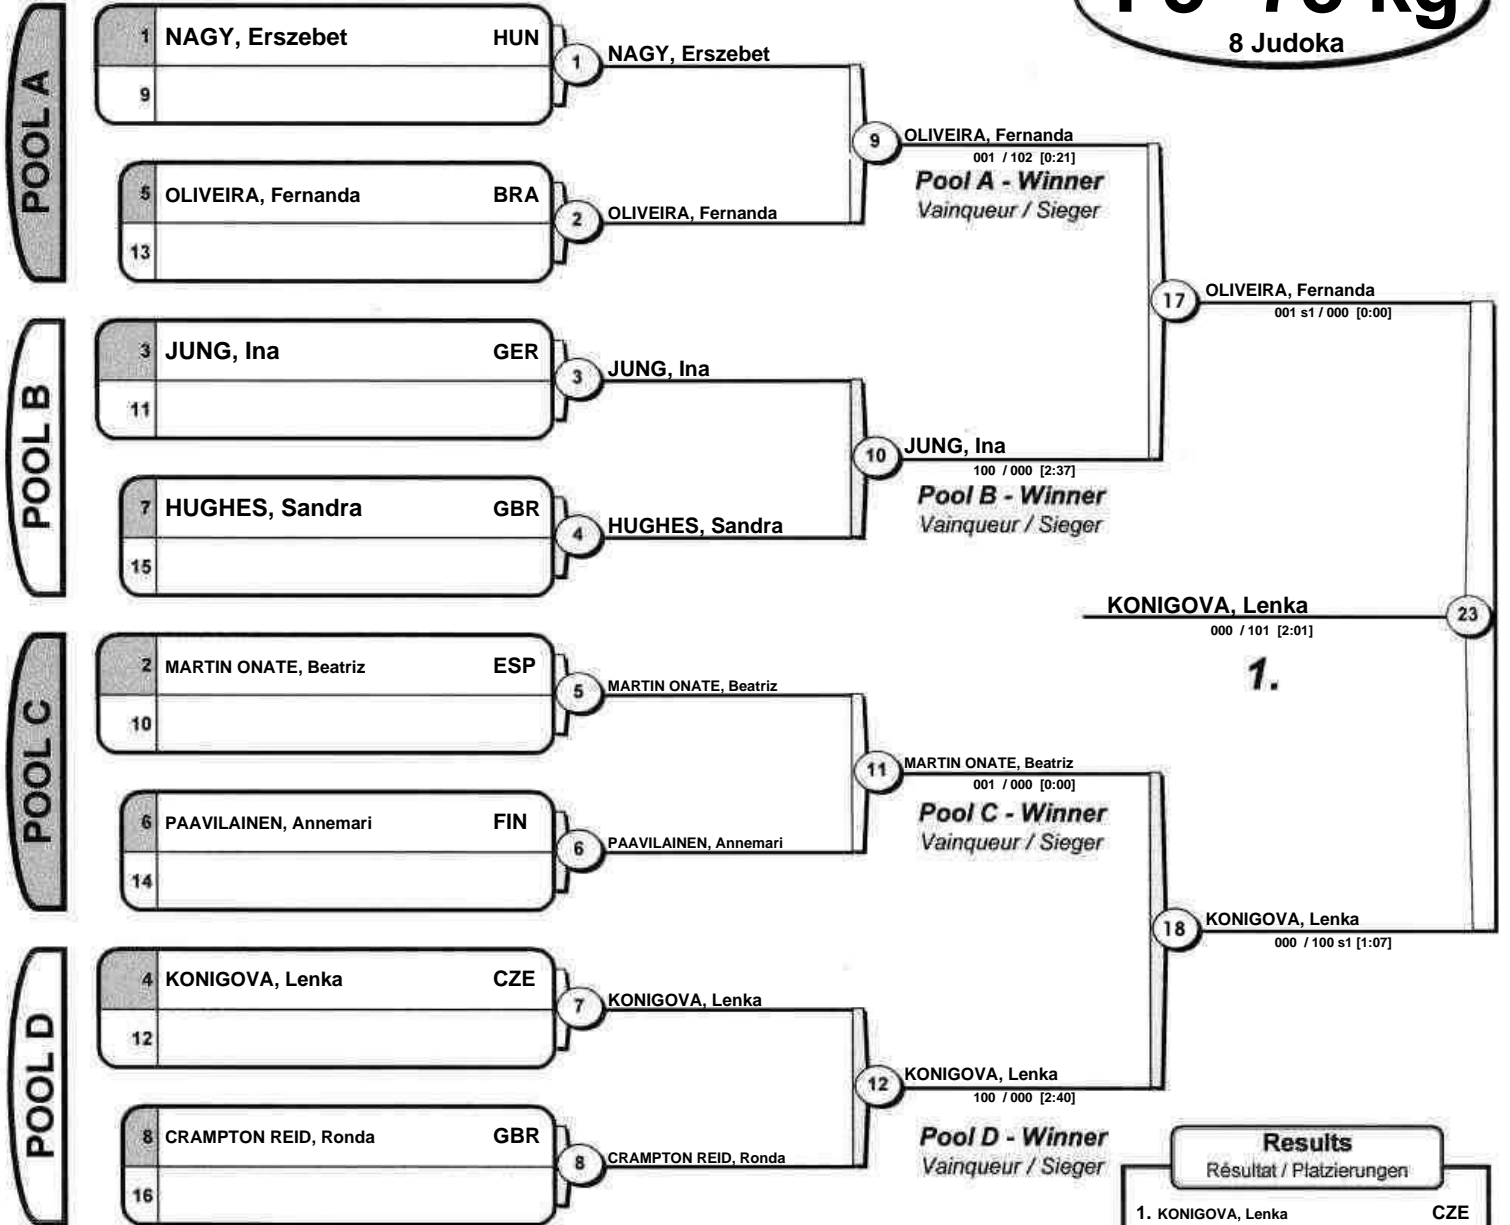 8 Judoka
POOL A
1 NAGY, Erszebet HUN
9
5 OLIVEIRA, Fernanda BRA
13
1 NAGY, Erszebet
2 OLIVEIRA, Fernanda
9 OLIVEIRA, Fernanda
001 / 102 [0:21]
Pool A - Winner
Vainqueur / Sieger
POOL B
3 JUNG, Ina GER
11
7 HUGHES, Sandra GBR
15
3 JUNG, Ina
4 HUGHES, Sandra
10 JUNG, Ina
100 / 000 [2:37]
Pool B - Winner
Vainqueur / Sieger
17 OLIVEIRA, Fernanda
001 s1 / 000 [0:00]
POOL C
2 MARTIN ONATE, Beatriz ESP
10
6 PAAVILAINEN, Annemari FIN
14
5 MARTIN ONATE, Beatriz
6 PAAVILAINEN, Annemari
11 MARTIN ONATE, Beatriz
001 / 000 [0:00]
Pool C - Winner
Vainqueur / Sieger
POOL D
4 KONIGOVA, Lenka CZE
12
8 CRAMPTON REID, Ronda GBR
16
7 KONIGOVA, Lenka
8 CRAMPTON REID, Ronda
12 KONIGOVA, Lenka
100 / 000 [2:40]
Pool D - Winner
Vainqueur / Sieger
18 KONIGOVA, Lenka
000 / 100 s1 [1:07]
KONIGOVA, Lenka 23
000 / 101 [2:01]
1.
Results
Résultat / Platzierungen
1. KONIGOVA, Lenka CZE